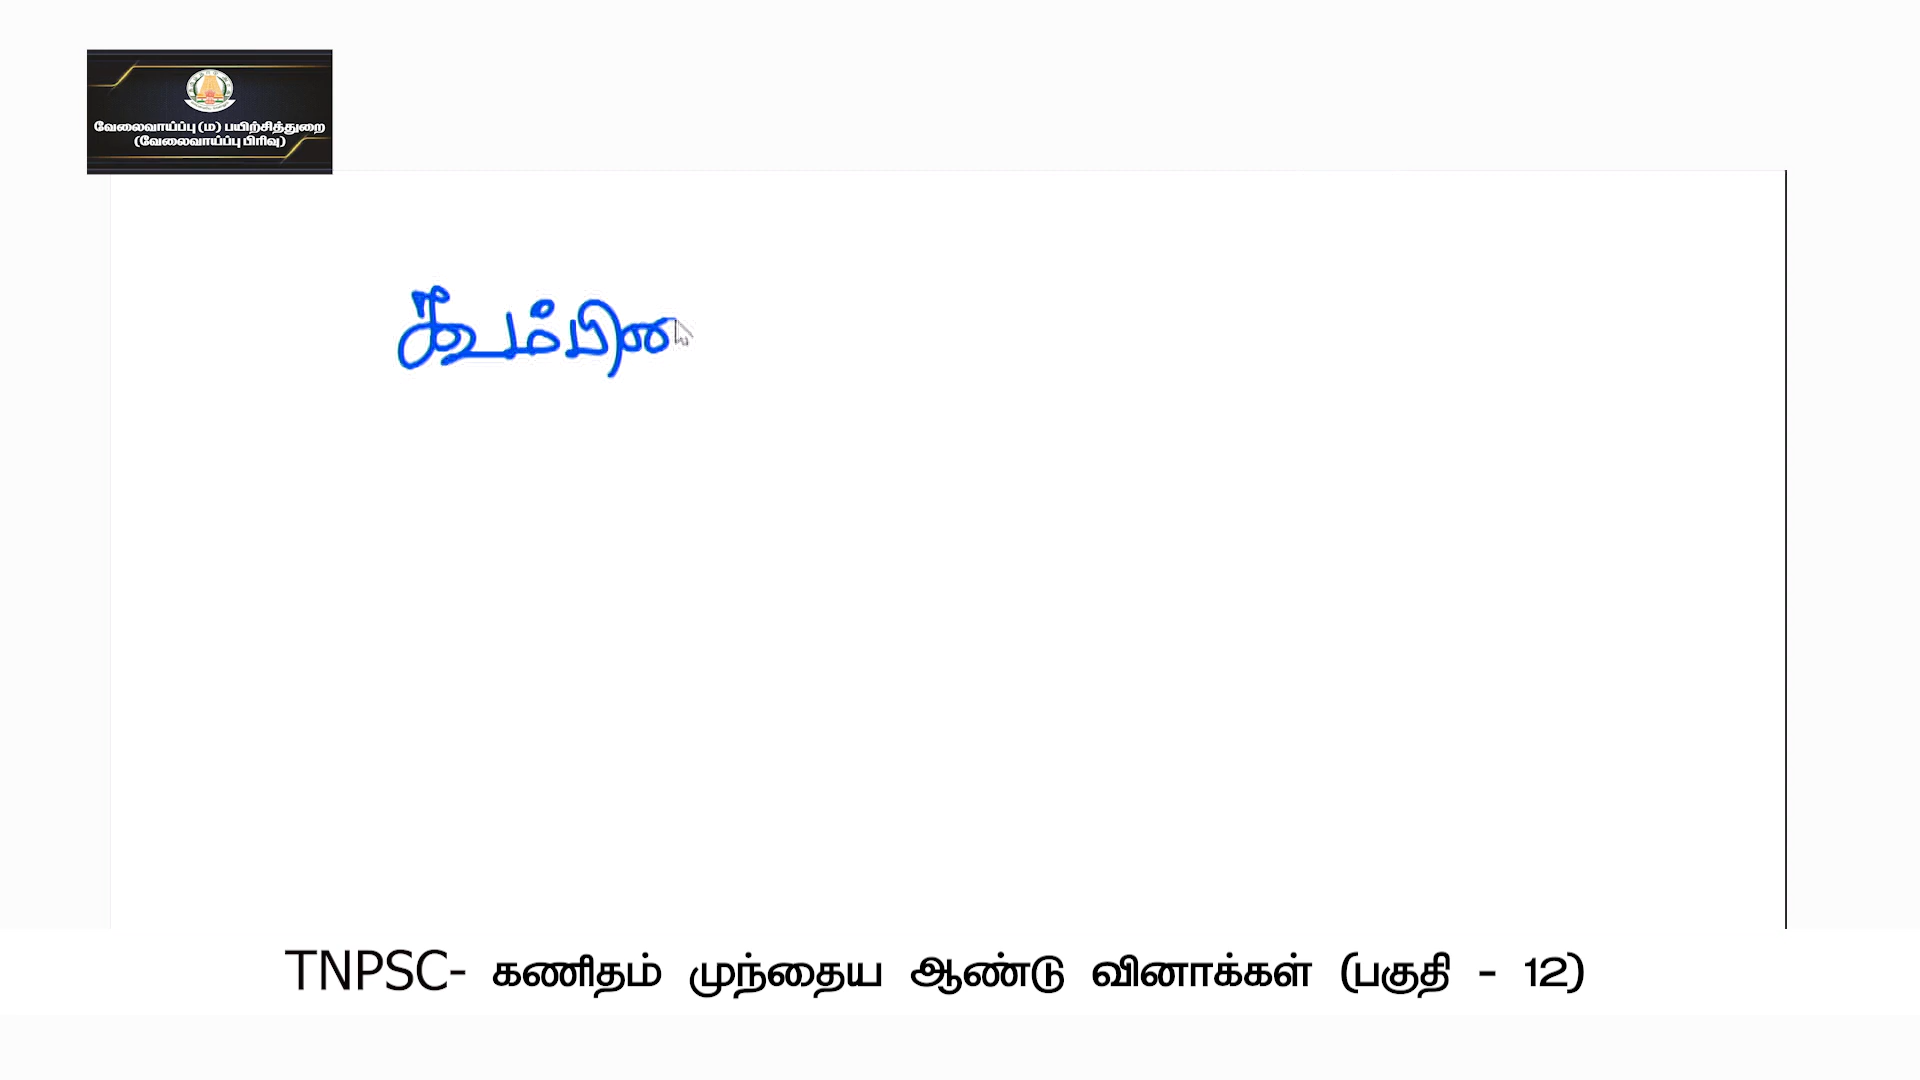 வேலைவாய்ப்பு (ம) பயிற்சித்துறை
(வேலைவாய்ப்பு பிரிவு)
கூம்பின
TNPSC- கணிதம் முந்தைய ஆண்டு வினாக்கள் (பகுதி - 12)